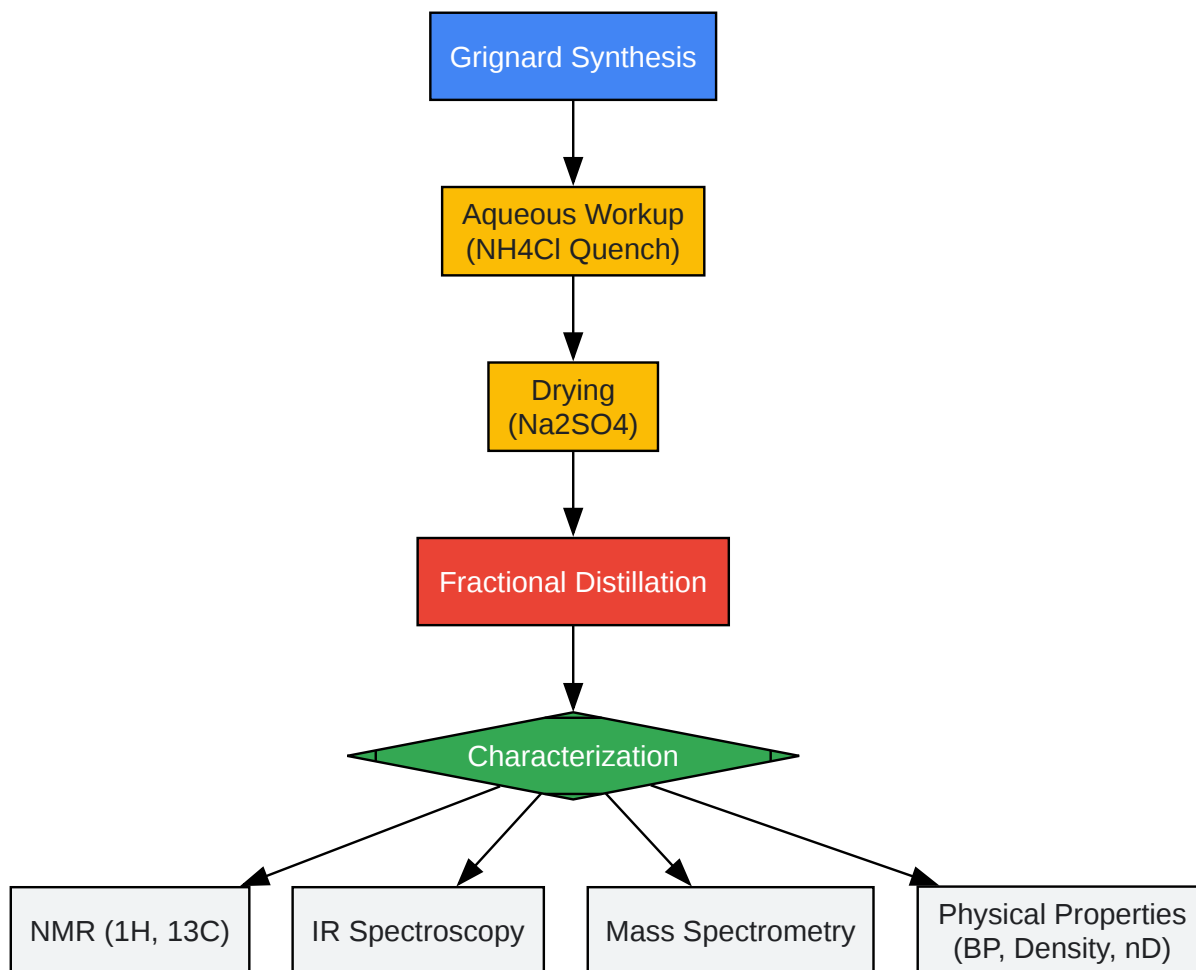 Grignard Synthesis
Aqueous Workup
(NH4Cl Quench)
Drying
(Na2SO4)
Fractional Distillation
Characterization
NMR (1H, 13C)
IR Spectroscopy
Mass Spectrometry
Physical Properties
(BP, Density, nD)